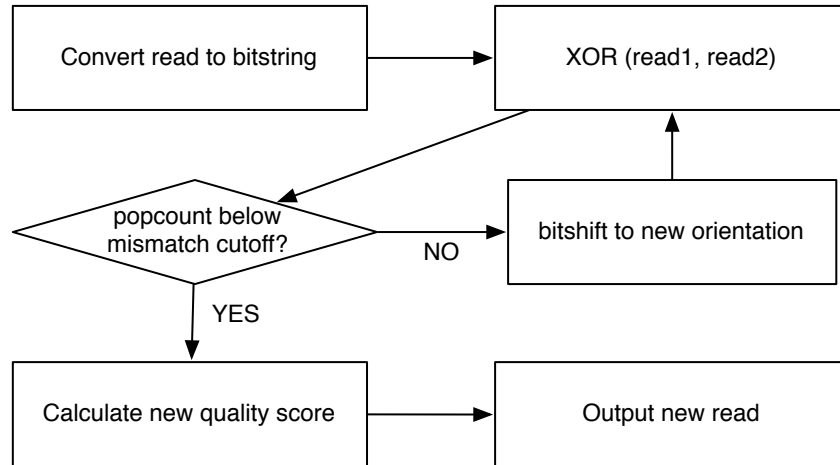 Convert read to bitstring
XOR (read1, read2)
popcount below
mismatch cutoff?
NO
bitshift to new orientation
YES
Calculate new quality score
Output new read